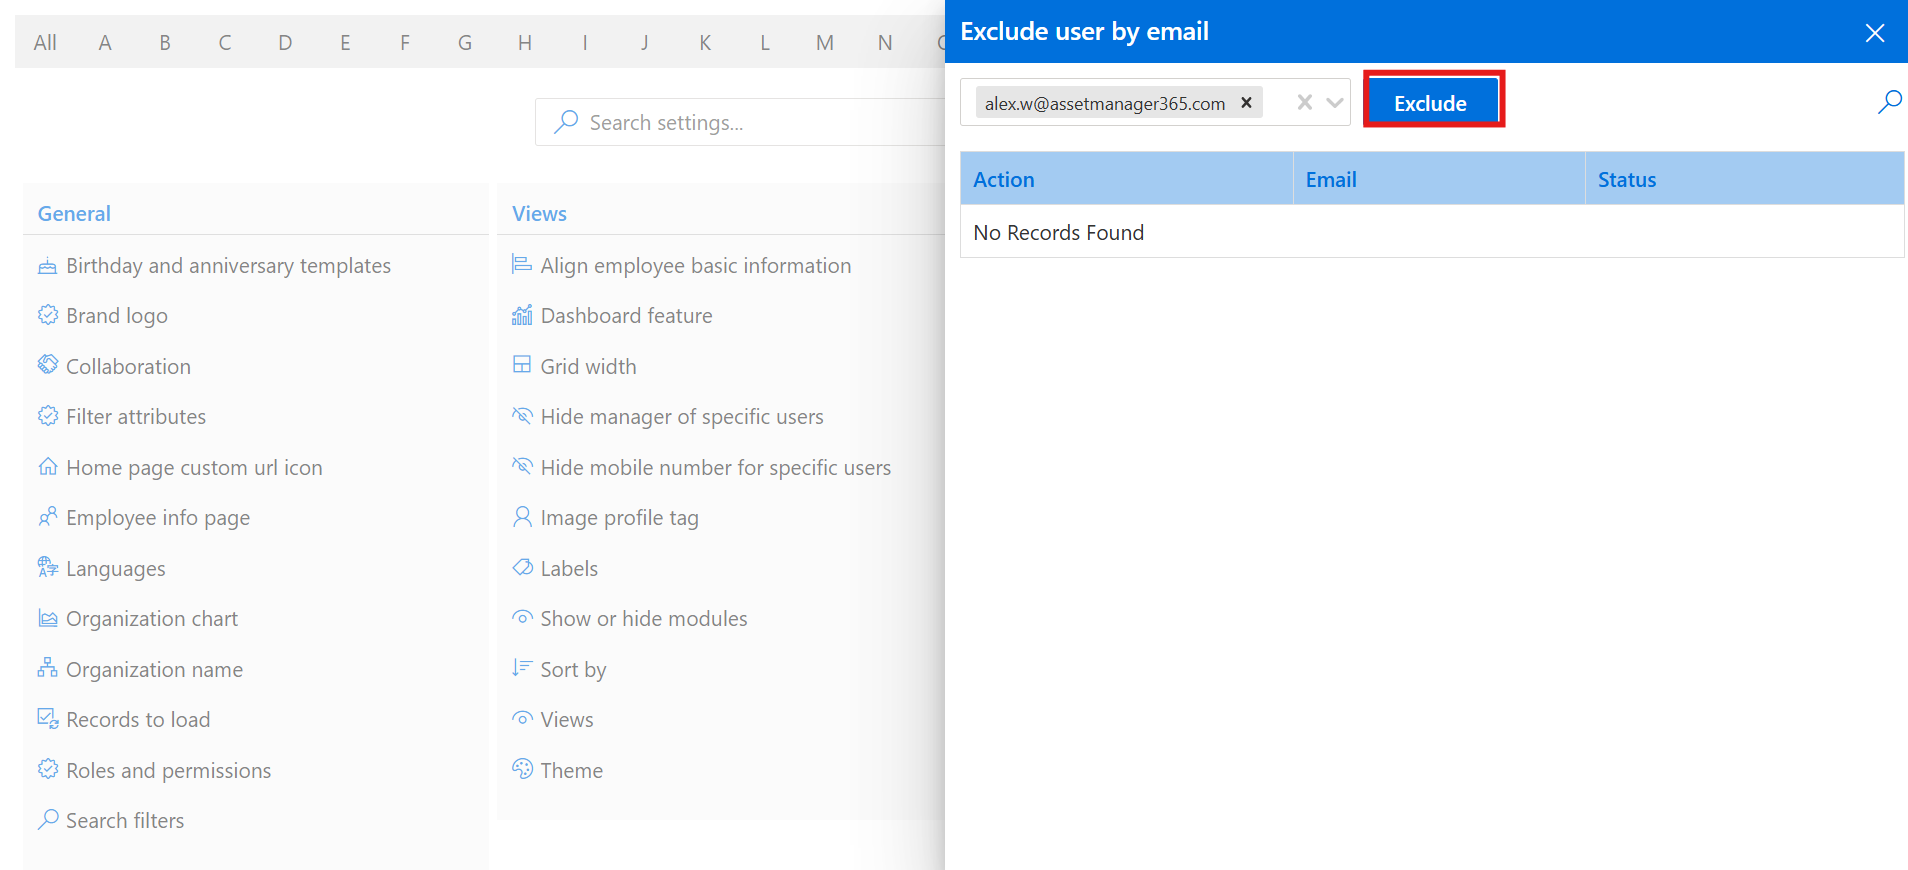 All A B C D E F G H I J K L M N
Search settings...
General
Birthday and anniversary templates
Brand logo
Collaboration
Filter attributes
Home page custom url icon
Employee info page
Languages
Organization chart
Organization name
Records to load
Roles and permissions
Search filters
Views
Align employee basic information
Dashboard feature
Grid width
Hide manager of specific users
Hide mobile number for specific users
Image profile tag
Labels
Show or hide modules
Sort by
Views
Theme
Exclude user by email
alex.w@assetmanager365.com
Exclude
Action Email Status
No Records Found